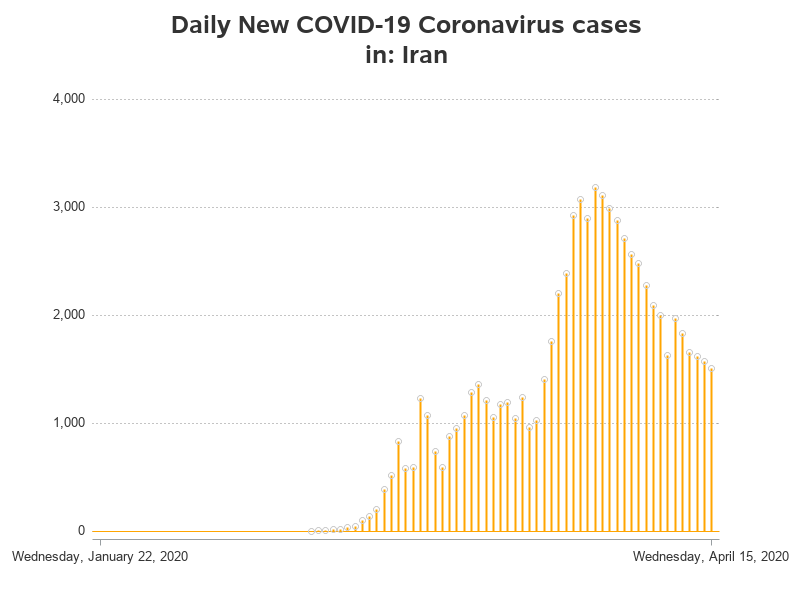 Daily New COVID-19 Coronavirus cases
in: Iran
4,000
3,000
2,000
1,000
0
Wednesday, January 22, 2020
Wednesday, April 15, 2020